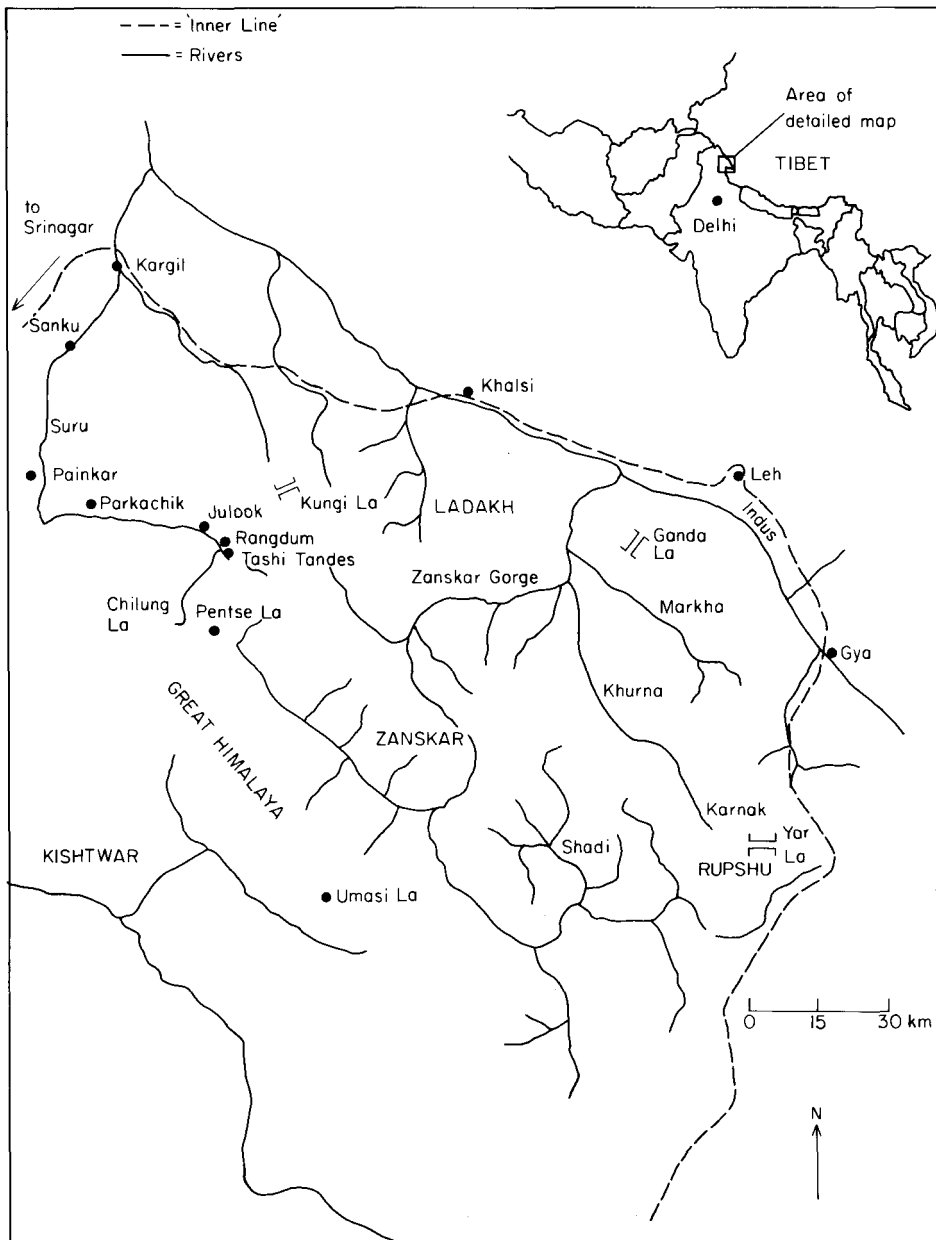 = 'Inner Line'
= Rivers
Area of
detailed map
TIBET
Delhi
to
Srinagar
Kargil
Sanku
Khalsi
Suru
Painkar
Leh
Indus
Parkachik
Kungi La
LADAKH
Julook
Rangdum
Tashi Tandes
Ganda
La
Zanskar Gorge
Chilung
La
Pentse La
Markha
Gya
Khurna
GREAT HIMALAYA
ZANSKAR
Karnak
Yar
La
Shadi
RUPSHU
KISHTWAR
Umasi La
0 15 30 km
N